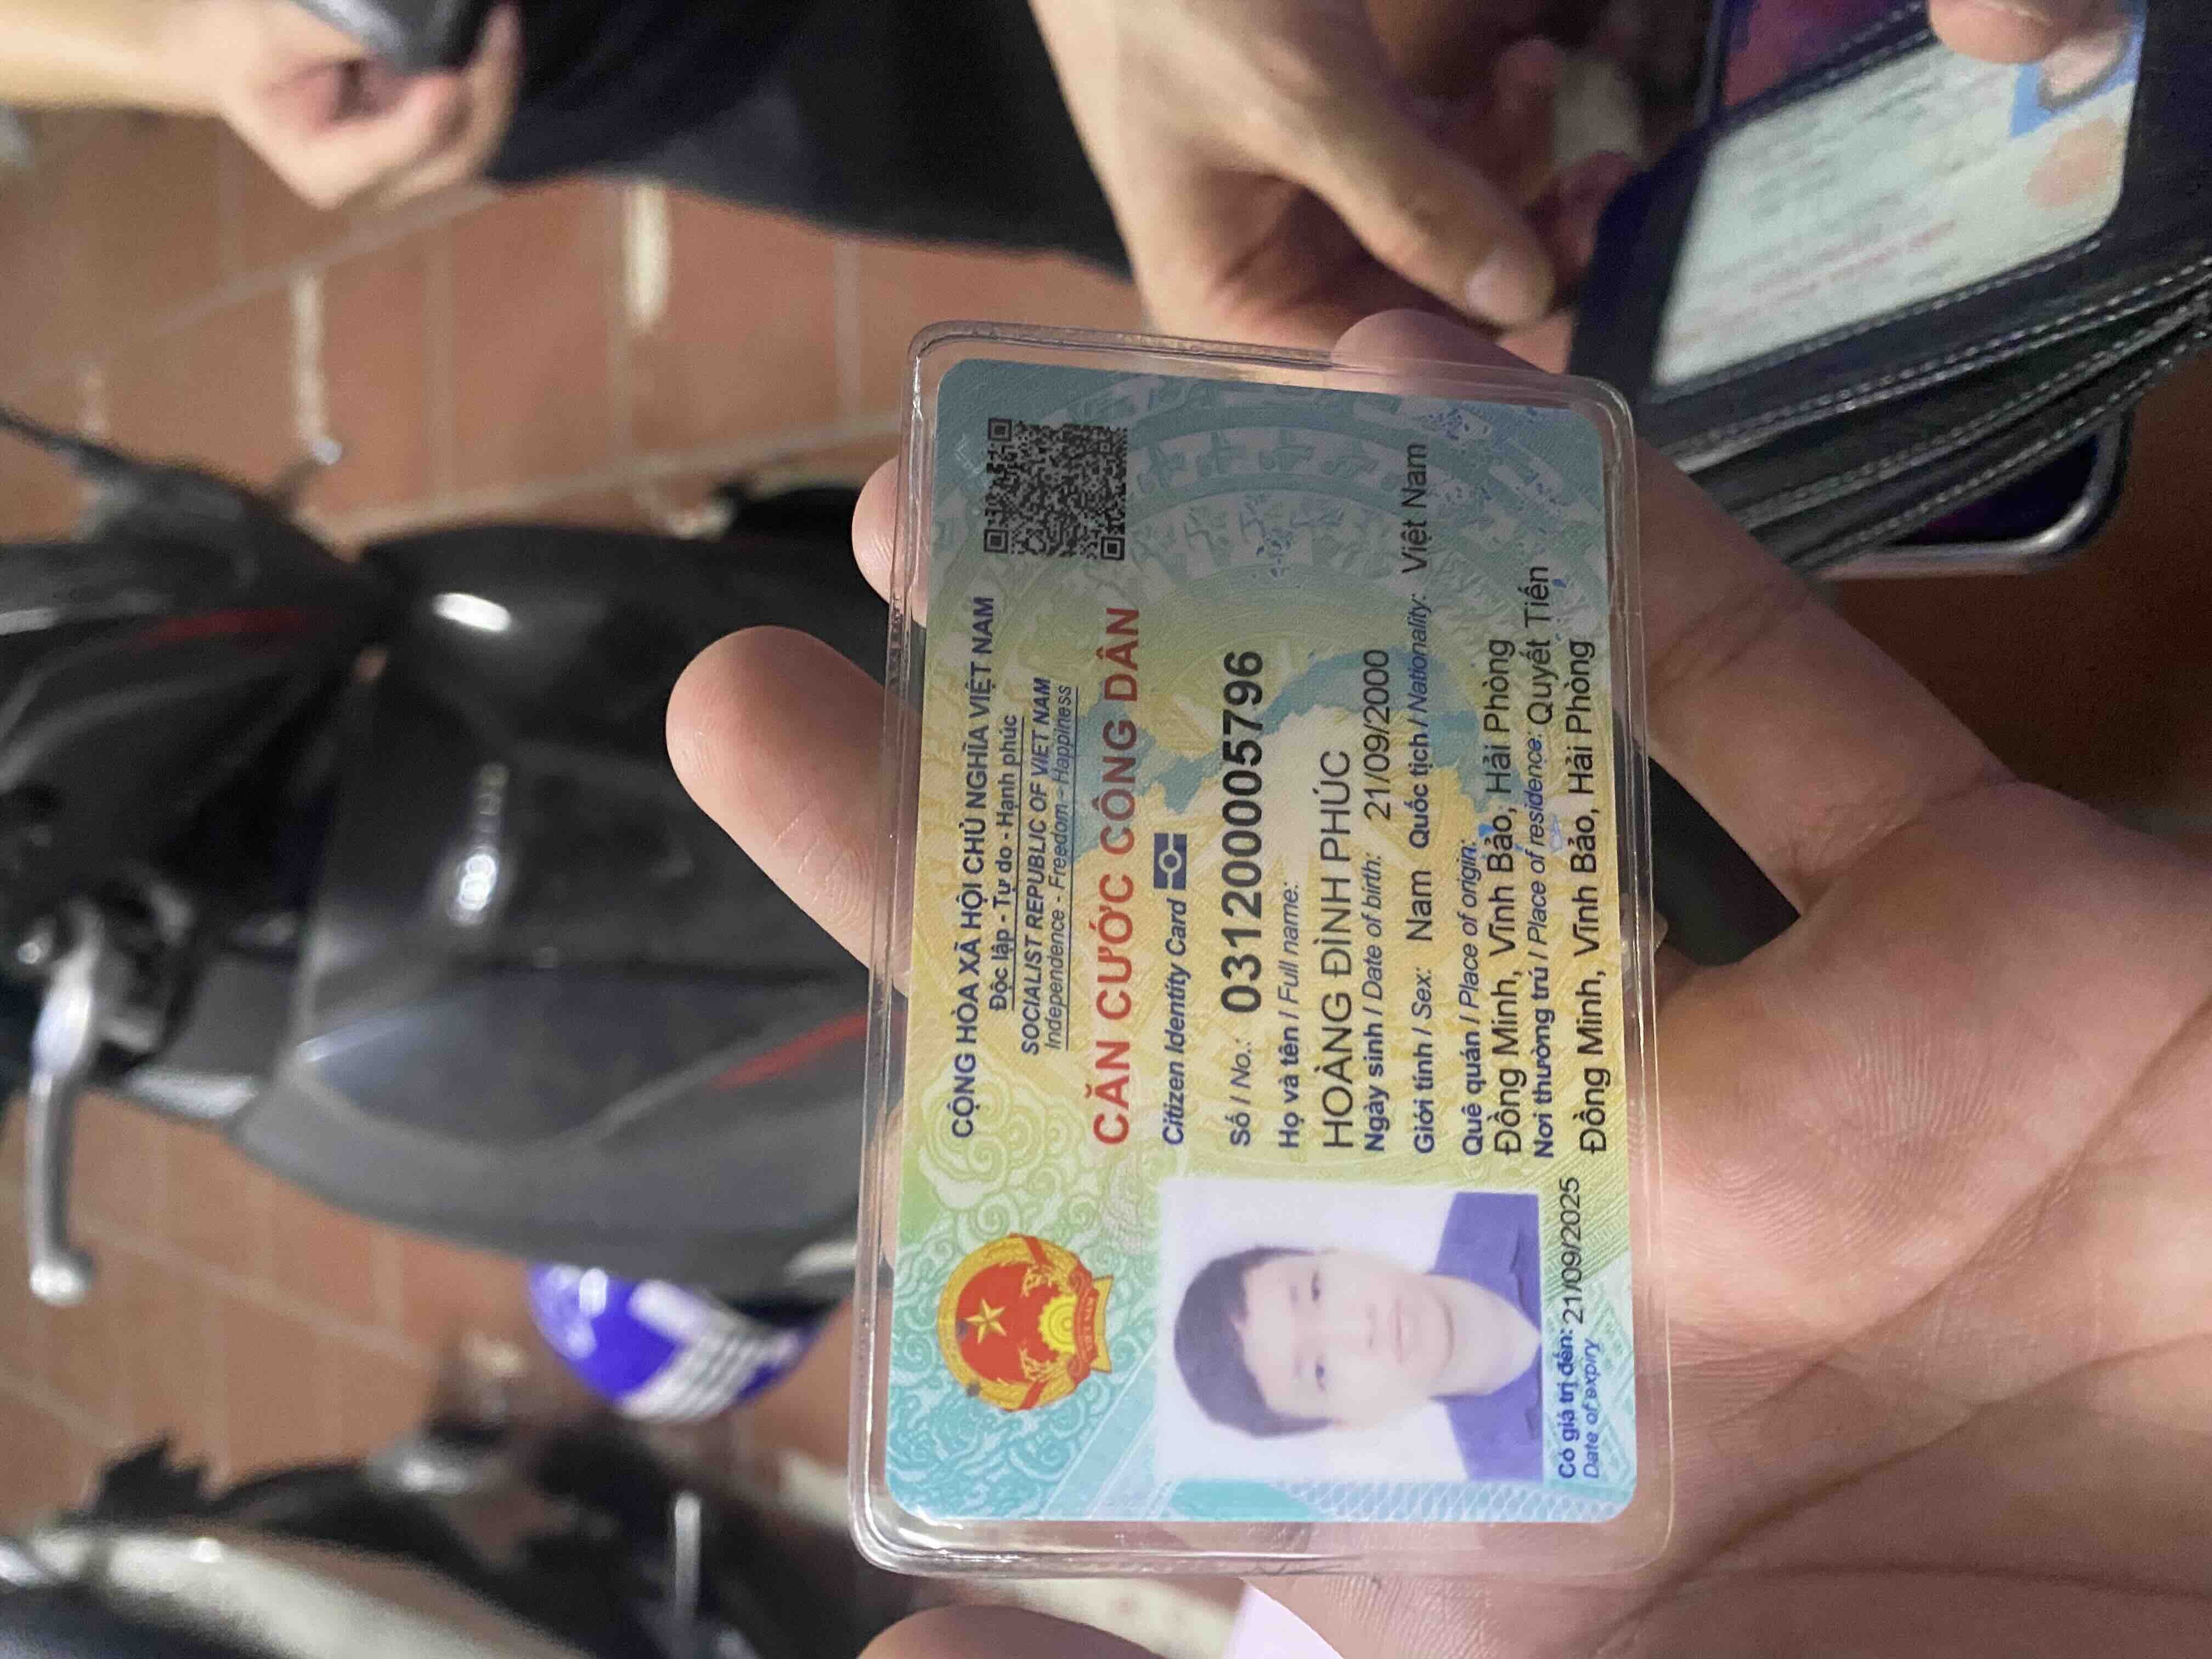 CỘNG HÒA XÃ HỘI CHỦ NGHĨA VIỆT NAM
Độc lập - Tự do - Hạnh phúc
SOCIALIST REPUBLIC OF VIET NAM
Independence - Freedom - Happiness
CĂN CƯỚC CÔNG DÂN
Citizen Identity Card
Số / No.: 031200005796
Họ và tên / Full name:
HOÀNG ĐÌNH PHÚC
Ngày sinh / Date of birth: 21/09/2000
Giới tính / Sex: Nam Quốc tịch / Nationality: Việt Nam
Quê quán / Place of origin:
Đồng Minh, Vĩnh Bảo, Hải Phòng
Nơi thường trú / Place of residence: Quyết Tiến
Đồng Minh, Vĩnh Bảo, Hải Phòng
Có giá trị đến: 21/09/2025
Date of expiry